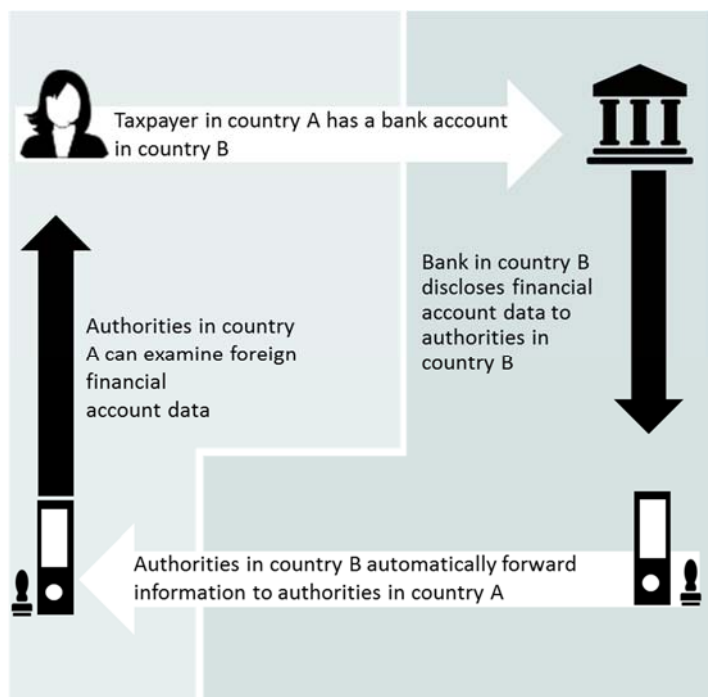 Taxpayer in country A has a bank account
in country B
Bank in country B
discloses financial
account data to
authorities in
country B
Authorities in country
A can examine foreign
financial
account data
Authorities in country B automatically forward
information to authorities in country A